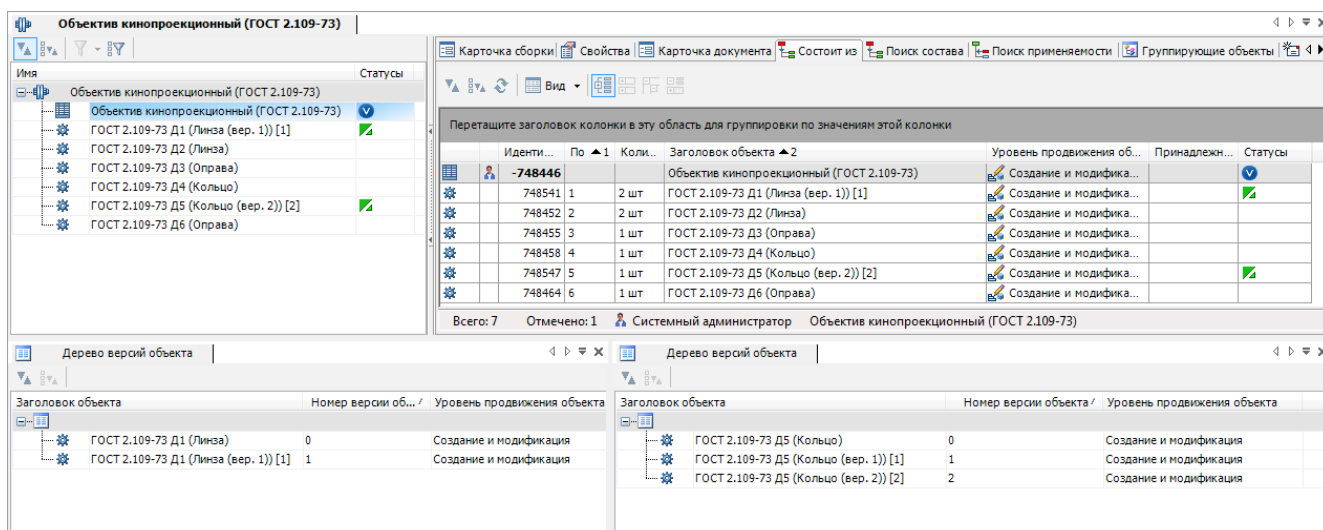 Объектив кинопроекционный (ГОСТ 2.109-73)
Карточка сборки Свойства Карточка документа Состоит из Поиск состава Поиск применяемости Группирующие объекты
Имя Статусы
Объектив кинопроекционный (ГОСТ 2.109-73)
Объектив кинопроекционный (ГОСТ 2.109-73)
ГОСТ 2.109-73 Д1 (Линза (вер. 1)) [1]
ГОСТ 2.109-73 Д2 (Линза)
ГОСТ 2.109-73 Д3 (Оправа)
ГОСТ 2.109-73 Д4 (Кольцо)
ГОСТ 2.109-73 Д5 (Кольцо (вер. 2)) [2]
ГОСТ 2.109-73 Д6 (Оправа)
Вид
Перетащите заголовок колонки в эту область для группировки по значениям этой колонки
Иденти... По 1 Коли... Заголовок объекта 2 Уровень продвижения об... Принадлежн... Статусы
-748446 Объектив кинопроекционный (ГОСТ 2.109-73) Создание и модифика...
748541 1 2 шт ГОСТ 2.109-73 Д1 (Линза (вер. 1)) [1] Создание и модифика...
748452 2 2 шт ГОСТ 2.109-73 Д2 (Линза) Создание и модифика...
748455 3 1 шт ГОСТ 2.109-73 Д3 (Оправа) Создание и модифика...
748458 4 1 шт ГОСТ 2.109-73 Д4 (Кольцо) Создание и модифика...
748547 5 1 шт ГОСТ 2.109-73 Д5 (Кольцо (вер. 2)) [2] Создание и модифика...
748464 6 1 шт ГОСТ 2.109-73 Д6 (Оправа) Создание и модифика...
Всего: 7 Отмечено: 1 Системный администратор Объектив кинопроекционный (ГОСТ 2.109-73)
Дерево версий объекта
Заголовок объекта Номер версии об... Уровень продвижения объекта
ГОСТ 2.109-73 Д1 (Линза) 0 Создание и модификация
ГОСТ 2.109-73 Д1 (Линза (вер. 1)) [1] 1 Создание и модификация
Дерево версий объекта
Заголовок объекта Номер версии объекта Уровень продвижения объекта
ГОСТ 2.109-73 Д5 (Кольцо) 0 Создание и модификация
ГОСТ 2.109-73 Д5 (Кольцо (вер. 1)) [1] 1 Создание и модификация
ГОСТ 2.109-73 Д5 (Кольцо (вер. 2)) [2] 2 Создание и модификация